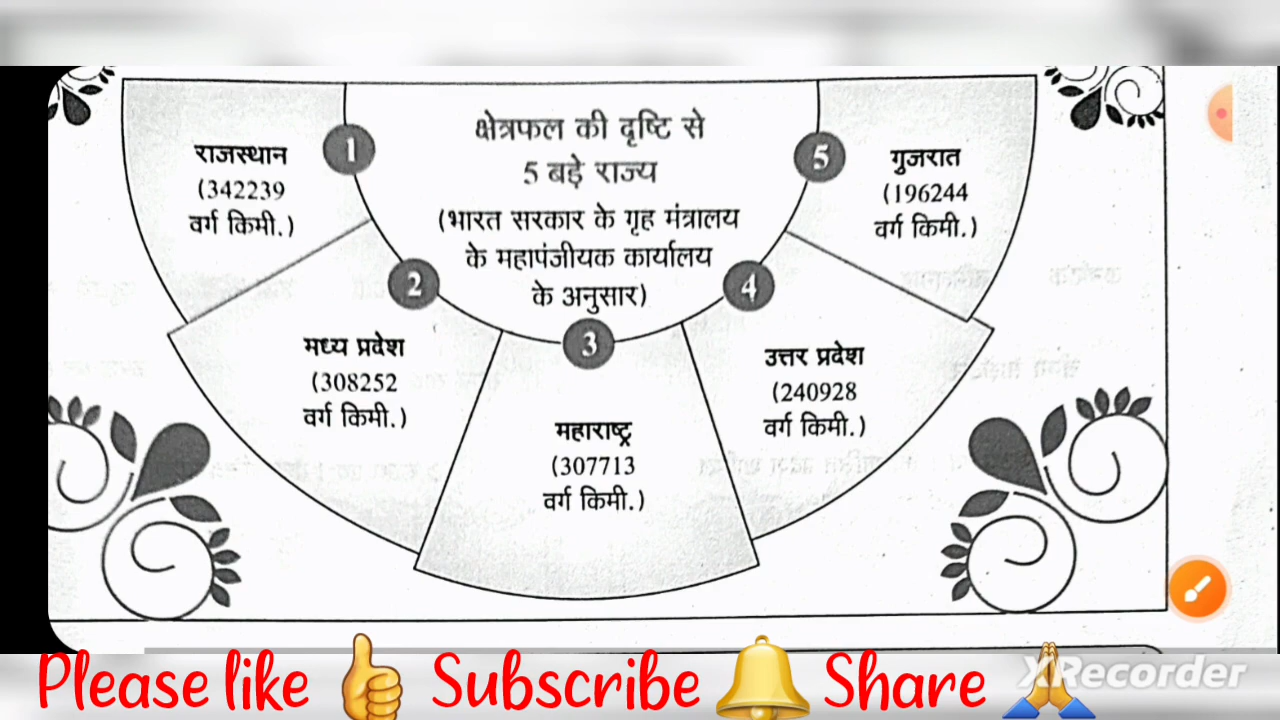 क्षेत्रफल की दृष्टि से
5 बड़े राज्य
(भारत सरकार के गृह मंत्रालय
के महापंजीयक कार्यालय
के अनुसार)
1
राजस्थान
(342239
वर्ग किमी.)
2
मध्य प्रदेश
(308252
वर्ग किमी.)
3
महाराष्ट्र
(307713
वर्ग किमी.)
4
उत्तर प्रदेश
(240928
वर्ग किमी.)
5
गुजरात
(196244
वर्ग किमी.)
Please like Subscribe Share
XRecorder